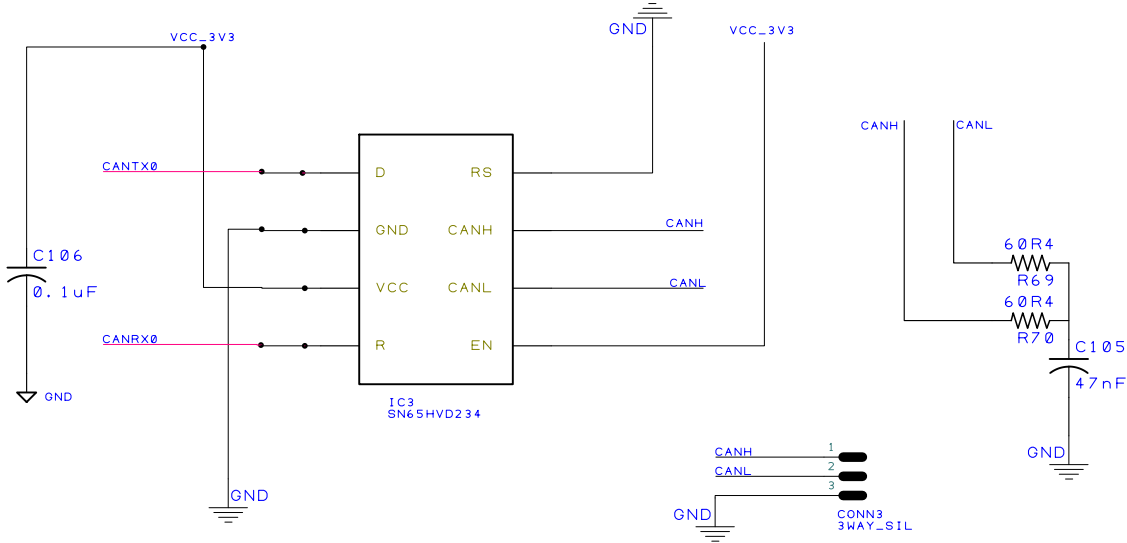 GND
VCC_3V3
VCC_3V3
CANH
CANL
CANTX0
D
RS
GND
CANH
CANH
60R4
C106
R69
0.1uF
VCC
CANL
CANL
60R4
R70
CANRX0
R
EN
C105
47nF
GND
IC3
SN65HVD234
CANH
1
CANL
2
3
GND
GND
GND
CONN3
3WAY_SIL